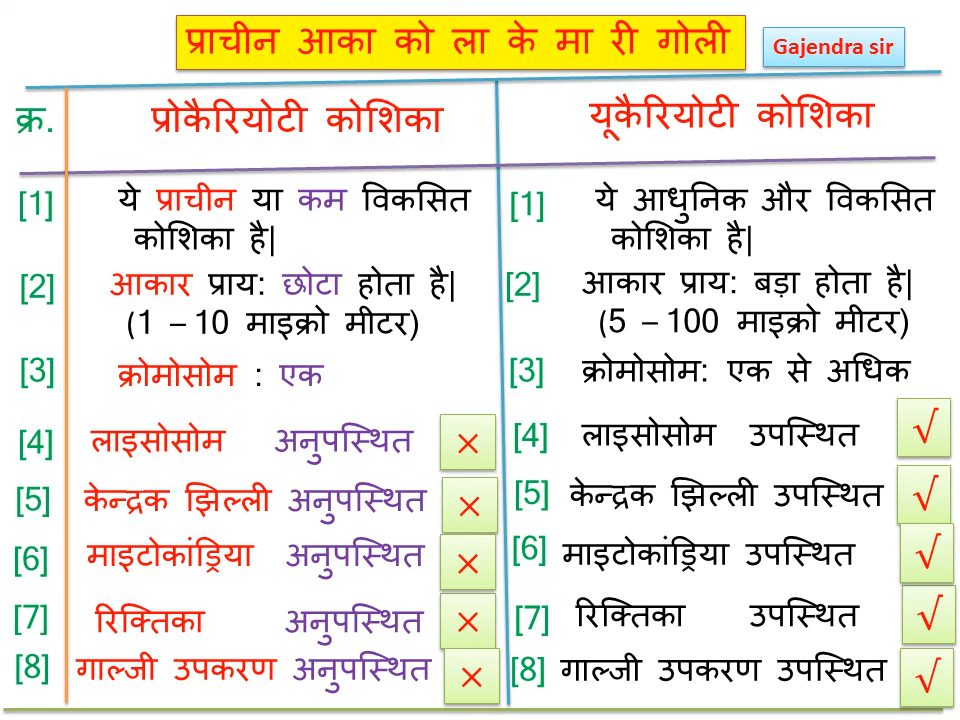 प्राचीन आका को ला के मा री गोली
Gajendra sir
क्र. प्रोकैरियोटी कोशिका यूकैरियोटी कोशिका
[1] ये प्राचीन या कम विकसित
कोशिका है|
[1] ये आधुनिक और विकसित
कोशिका है|
[2] आकार प्राय: छोटा होता है|
(1 – 10 माइक्रो मीटर)
[2] आकार प्राय: बड़ा होता है|
(5 – 100 माइक्रो मीटर)
[3] क्रोमोसोम : एक
[3] क्रोमोसोम: एक से अधिक
[4] लाइसोसोम अनुपस्थित ×
[4] लाइसोसोम उपस्थित √
[5] केन्द्रक झिल्ली अनुपस्थित ×
[5] केन्द्रक झिल्ली उपस्थित √
[6] माइटोकांड्रिया अनुपस्थित ×
[6] माइटोकांड्रिया उपस्थित √
[7] रिक्तिका अनुपस्थित ×
[7] रिक्तिका उपस्थित √
[8] गाल्जी उपकरण अनुपस्थित ×
[8] गाल्जी उपकरण उपस्थित √